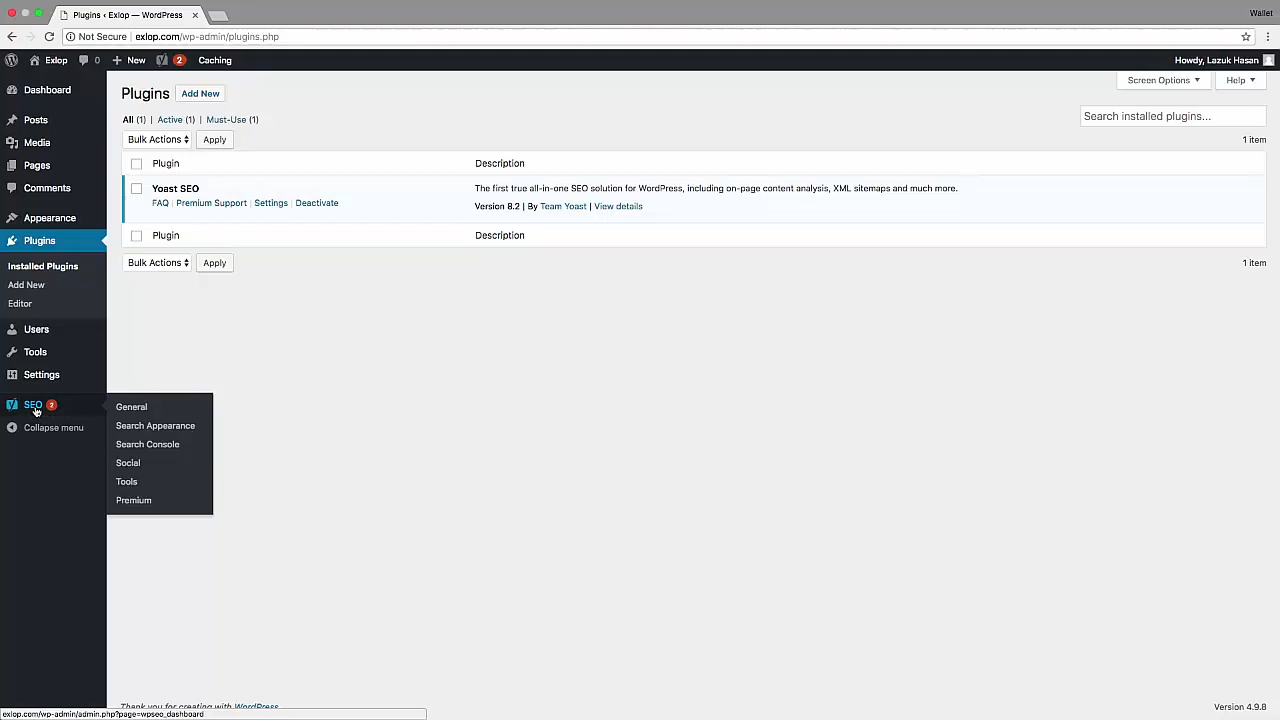 Plugins ‹ Exlop — WordPress
Wallet
Not Secure | exlop.com/wp-admin/plugins.php
Exlop 0 + New 2 Caching
Howdy, Lazuk Hasan
Dashboard
Posts
Media
Pages
Comments
Appearance
Plugins
Installed Plugins
Add New
Editor
Users
Tools
Settings
SEO 2
Collapse menu
General
Search Appearance
Search Console
Social
Tools
Premium
Screen Options
Help
Plugins Add New
All (1) | Active (1) | Must-Use (1)
Search installed plugins...
Bulk Actions Apply
1 item
Plugin Description
Yoast SEO
FAQ | Premium Support | Settings | Deactivate
The first true all-in-one SEO solution for WordPress, including on-page content analysis, XML sitemaps and much more.
Version 8.2 | By Team Yoast | View details
Plugin Description
Bulk Actions Apply
1 item
Thank you for creating with WordPress
Version 4.9.8
exlop.com/wp-admin/admin.php?page=wpseo_dashboard